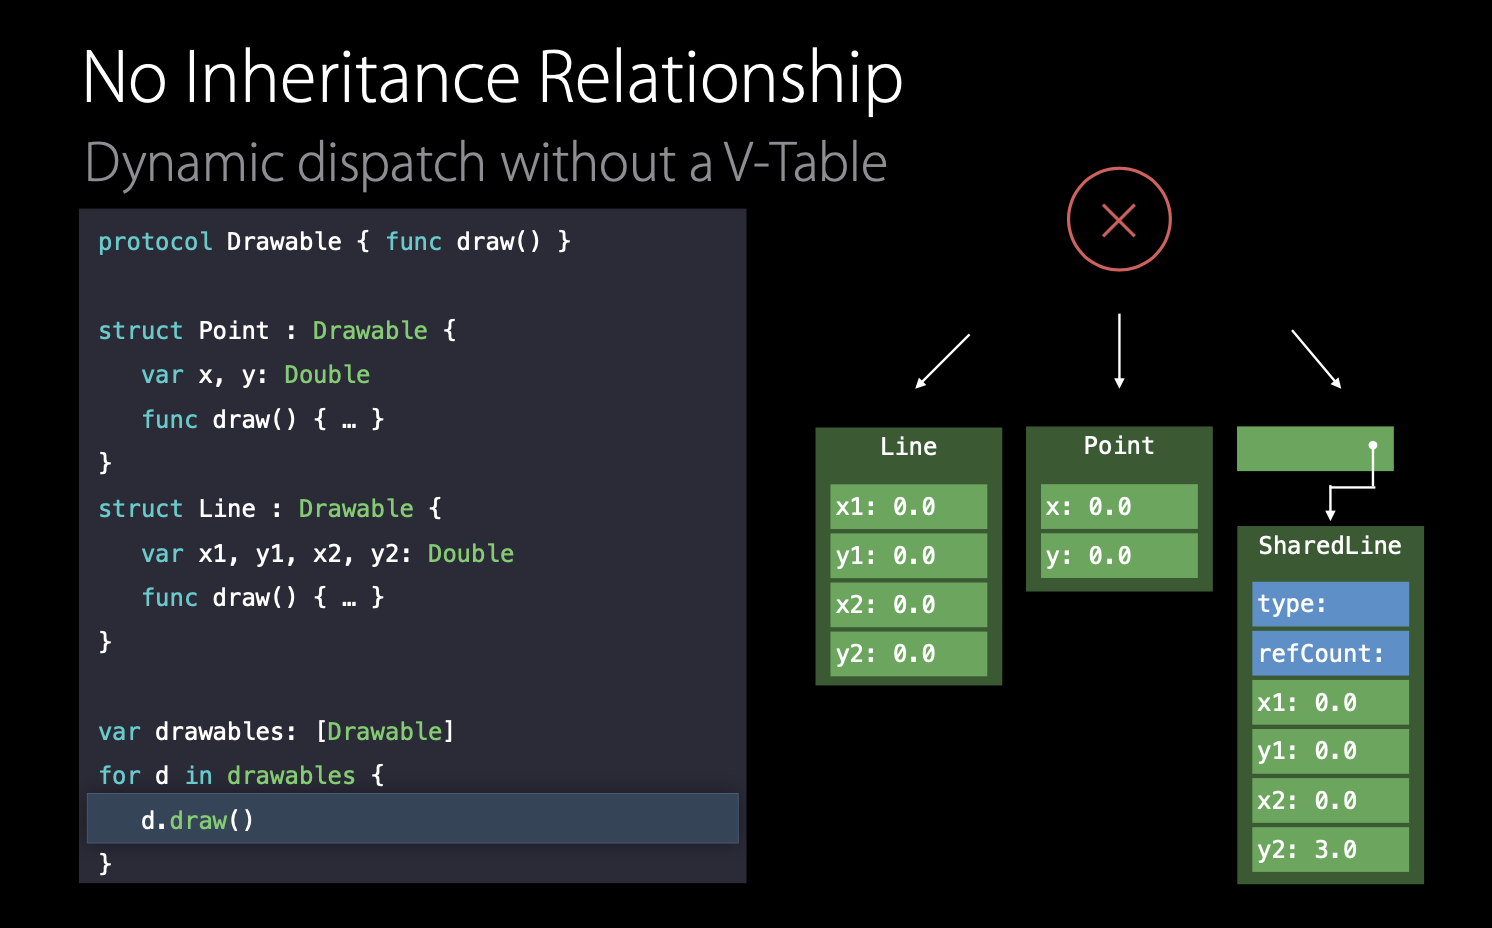 No Inheritance Relationship
Dynamic dispatch without a V-Table
protocol Drawable { func draw() }
struct Point : Drawable {
   var x, y: Double
   func draw() { … }
}
struct Line : Drawable {
   var x1, y1, x2, y2: Double
   func draw() { … }
}
var drawables: [Drawable]
for d in drawables {
   d.draw()
}
Line
x1: 0.0
y1: 0.0
x2: 0.0
y2: 0.0
Point
x: 0.0
y: 0.0
SharedLine
type:
refCount:
x1: 0.0
y1: 0.0
x2: 0.0
y2: 3.0